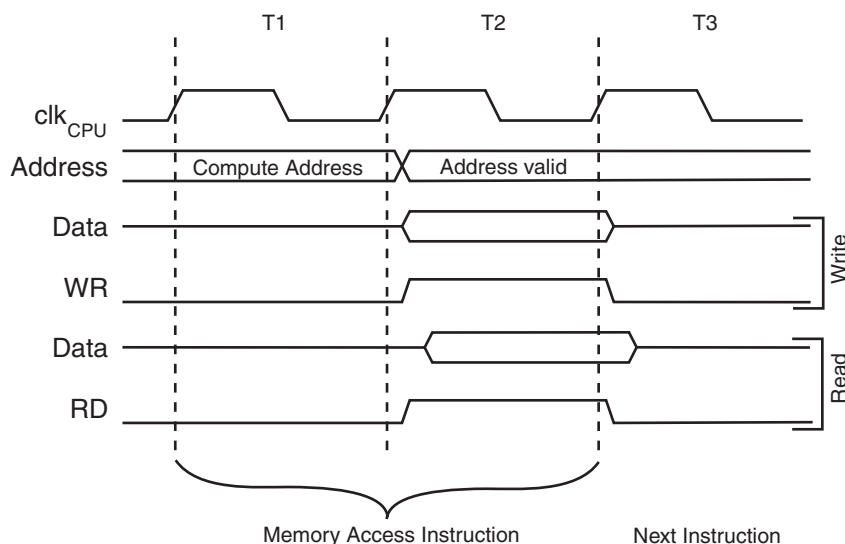 T1 T2 T3
clkCPU
Address Compute Address Address valid
Data
WR
Write
Data
RD
Read
Memory Access Instruction Next Instruction